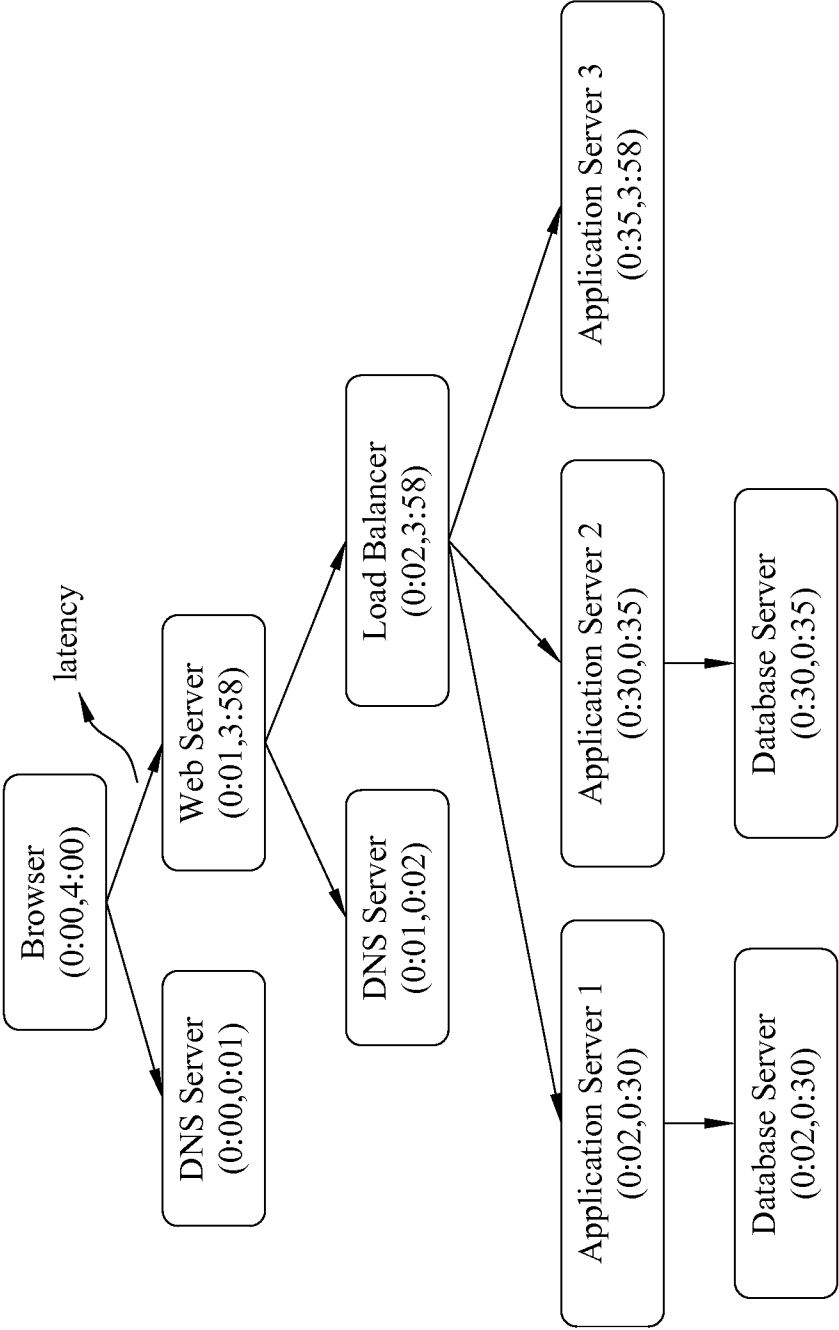 Browser
(0:00,4:00)
latency
DNS Server
(0:00,0:01)
Web Server
(0:01,3:58)
DNS Server
(0:01,0:02)
Load Balancer
(0:02,3:58)
Application Server 1
(0:02,0:30)
Application Server 2
(0:30,0:35)
Application Server 3
(0:35,3:58)
Database Server
(0:02,0:30)
Database Server
(0:30,0:35)